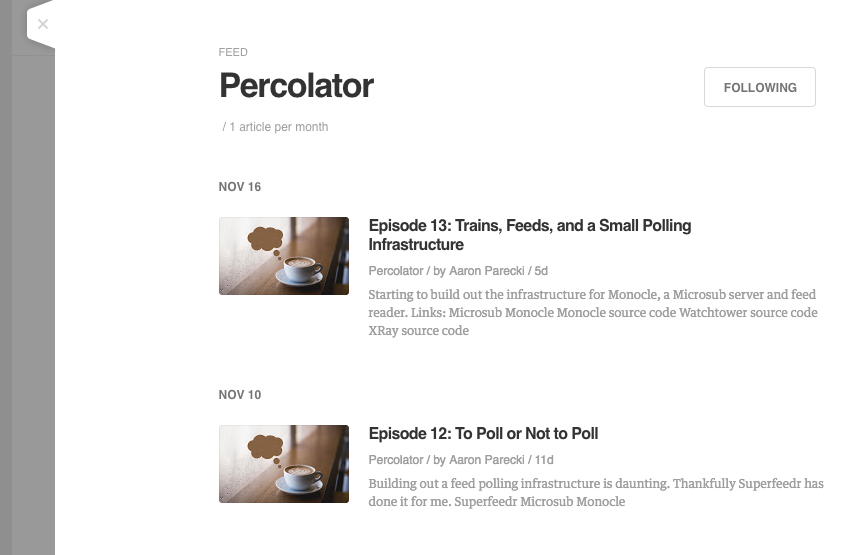 FEED
Percolator
FOLLOWING
/ 1 article per month
NOV 16
Episode 13: Trains, Feeds, and a Small Polling
Infrastructure
Percolator / by Aaron Parecki / 5d
Starting to build out the infrastructure for Monocle, a Microsub server and feed
reader. Links: Microsub Monocle Monocle source code Watchtower source code
XRay source code
NOV 10
Episode 12: To Poll or Not to Poll
Percolator / by Aaron Parecki / 11d
Building out a feed polling infrastructure is daunting. Thankfully Superfeedr has
done it for me. Superfeedr Microsub Monocle